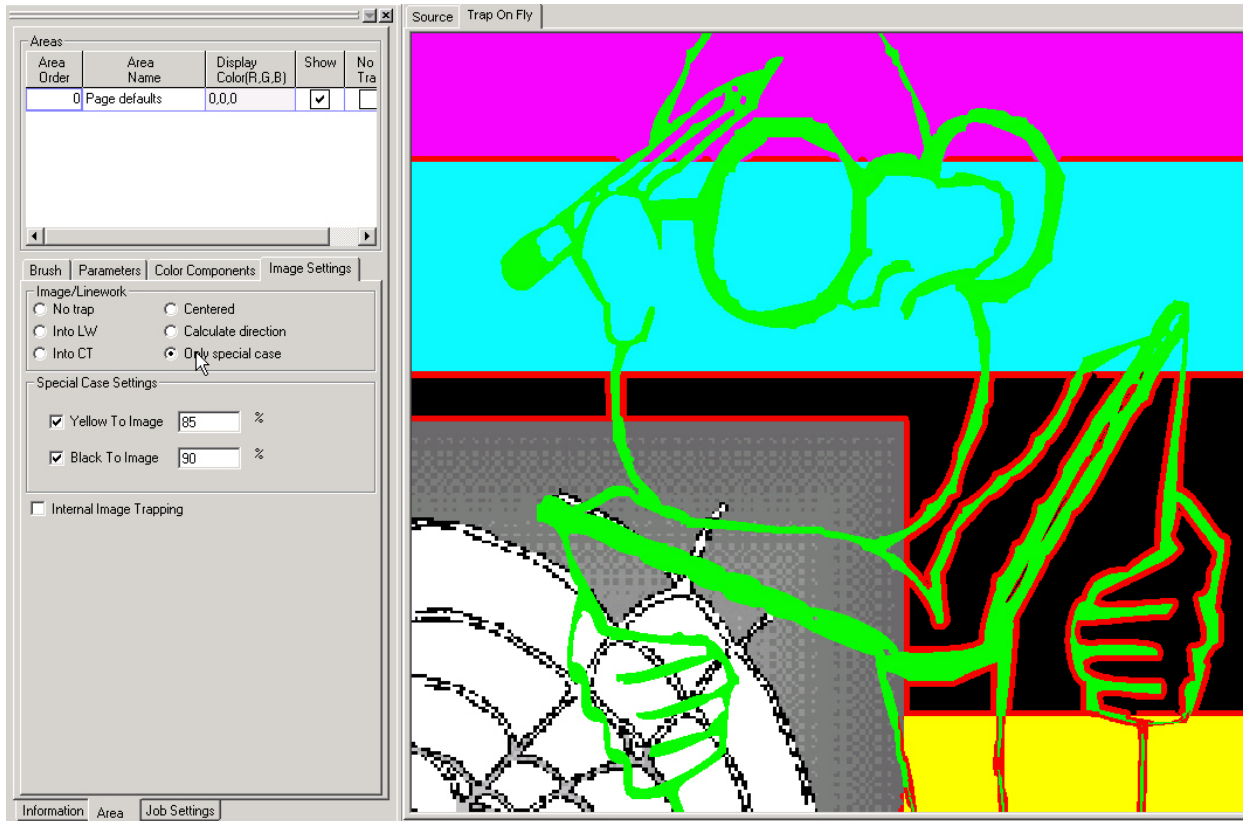 Source Trap On Fly
Areas
Area Order Area Name Display Color(R,G,B) Show No Tra
0 Page defaults 0,0,0
Brush Parameters Color Components Image Settings
Image/Linework
No trap Centered
Into LW Calculate direction
Into CT Only special case
Special Case Settings
Yellow To Image 85 %
Black To Image 90 %
Internal Image Trapping
Information Area Job Settings